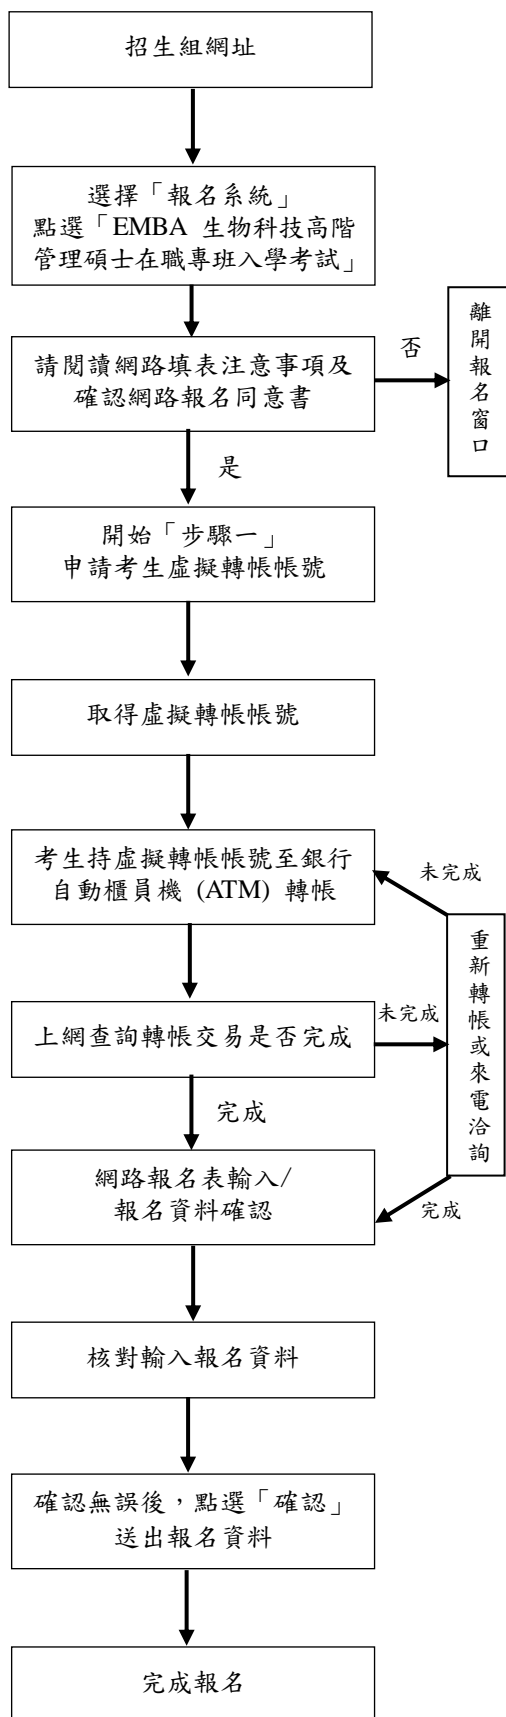 招生組網址
選擇「報名系統」
點選「EMBA 生物科技高階
管理碩士在職專班入學考試」
請閱讀網路填表注意事項及
確認網路報名同意書
否
離開報名窗口
是
開始「步驟一」
申請考生虛擬轉帳帳號
取得虛擬轉帳帳號
考生持虛擬轉帳帳號至銀行
自動櫃員機 (ATM) 轉帳
未完成
重新轉帳或來電洽詢
上網查詢轉帳交易是否完成
未完成
完成
網路報名表輸入/
報名資料確認
完成
核對輸入報名資料
確認無誤後，點選「確認」
送出報名資料
完成報名